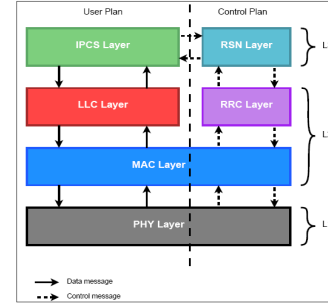 User Plan
Control Plan
IPCS Layer
RSN Layer
LLC Layer
RRC Layer
MAC Layer
PHY Layer
Data message
Control message